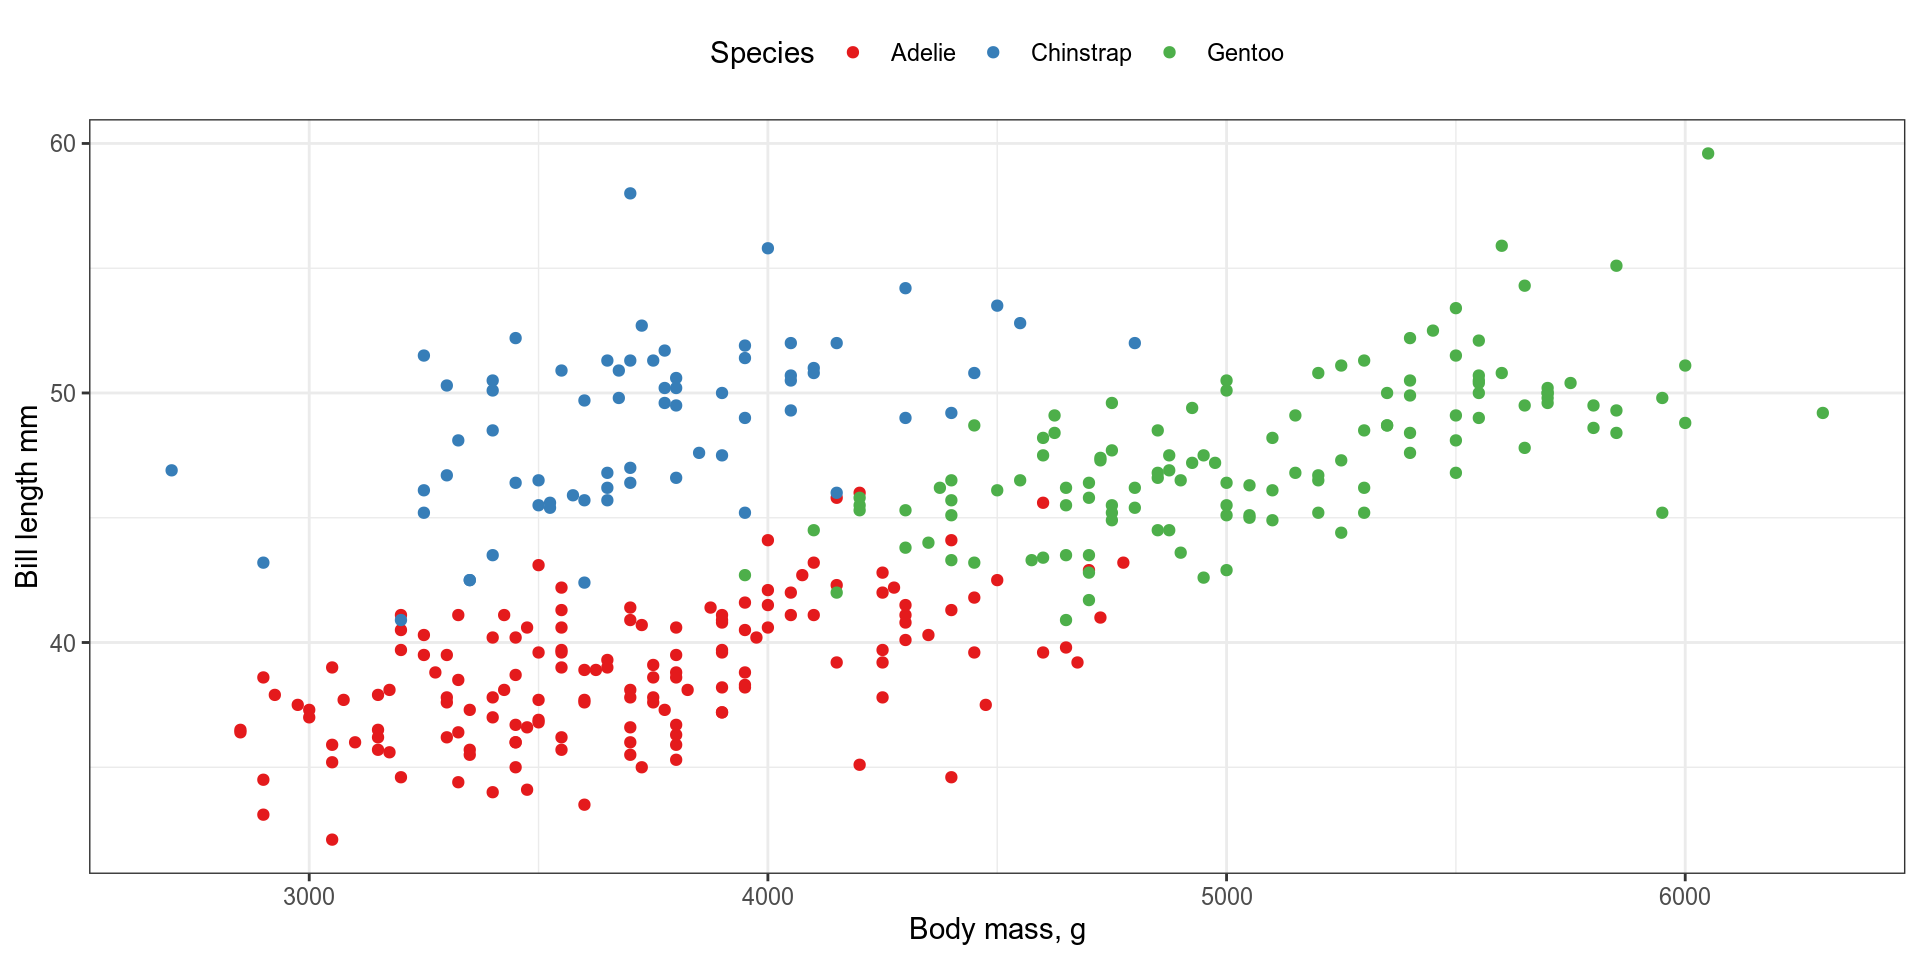 Species Adelie Chinstrap Gentoo
60
50
40
Bill length mm
3000 4000 5000 6000
Body mass, g